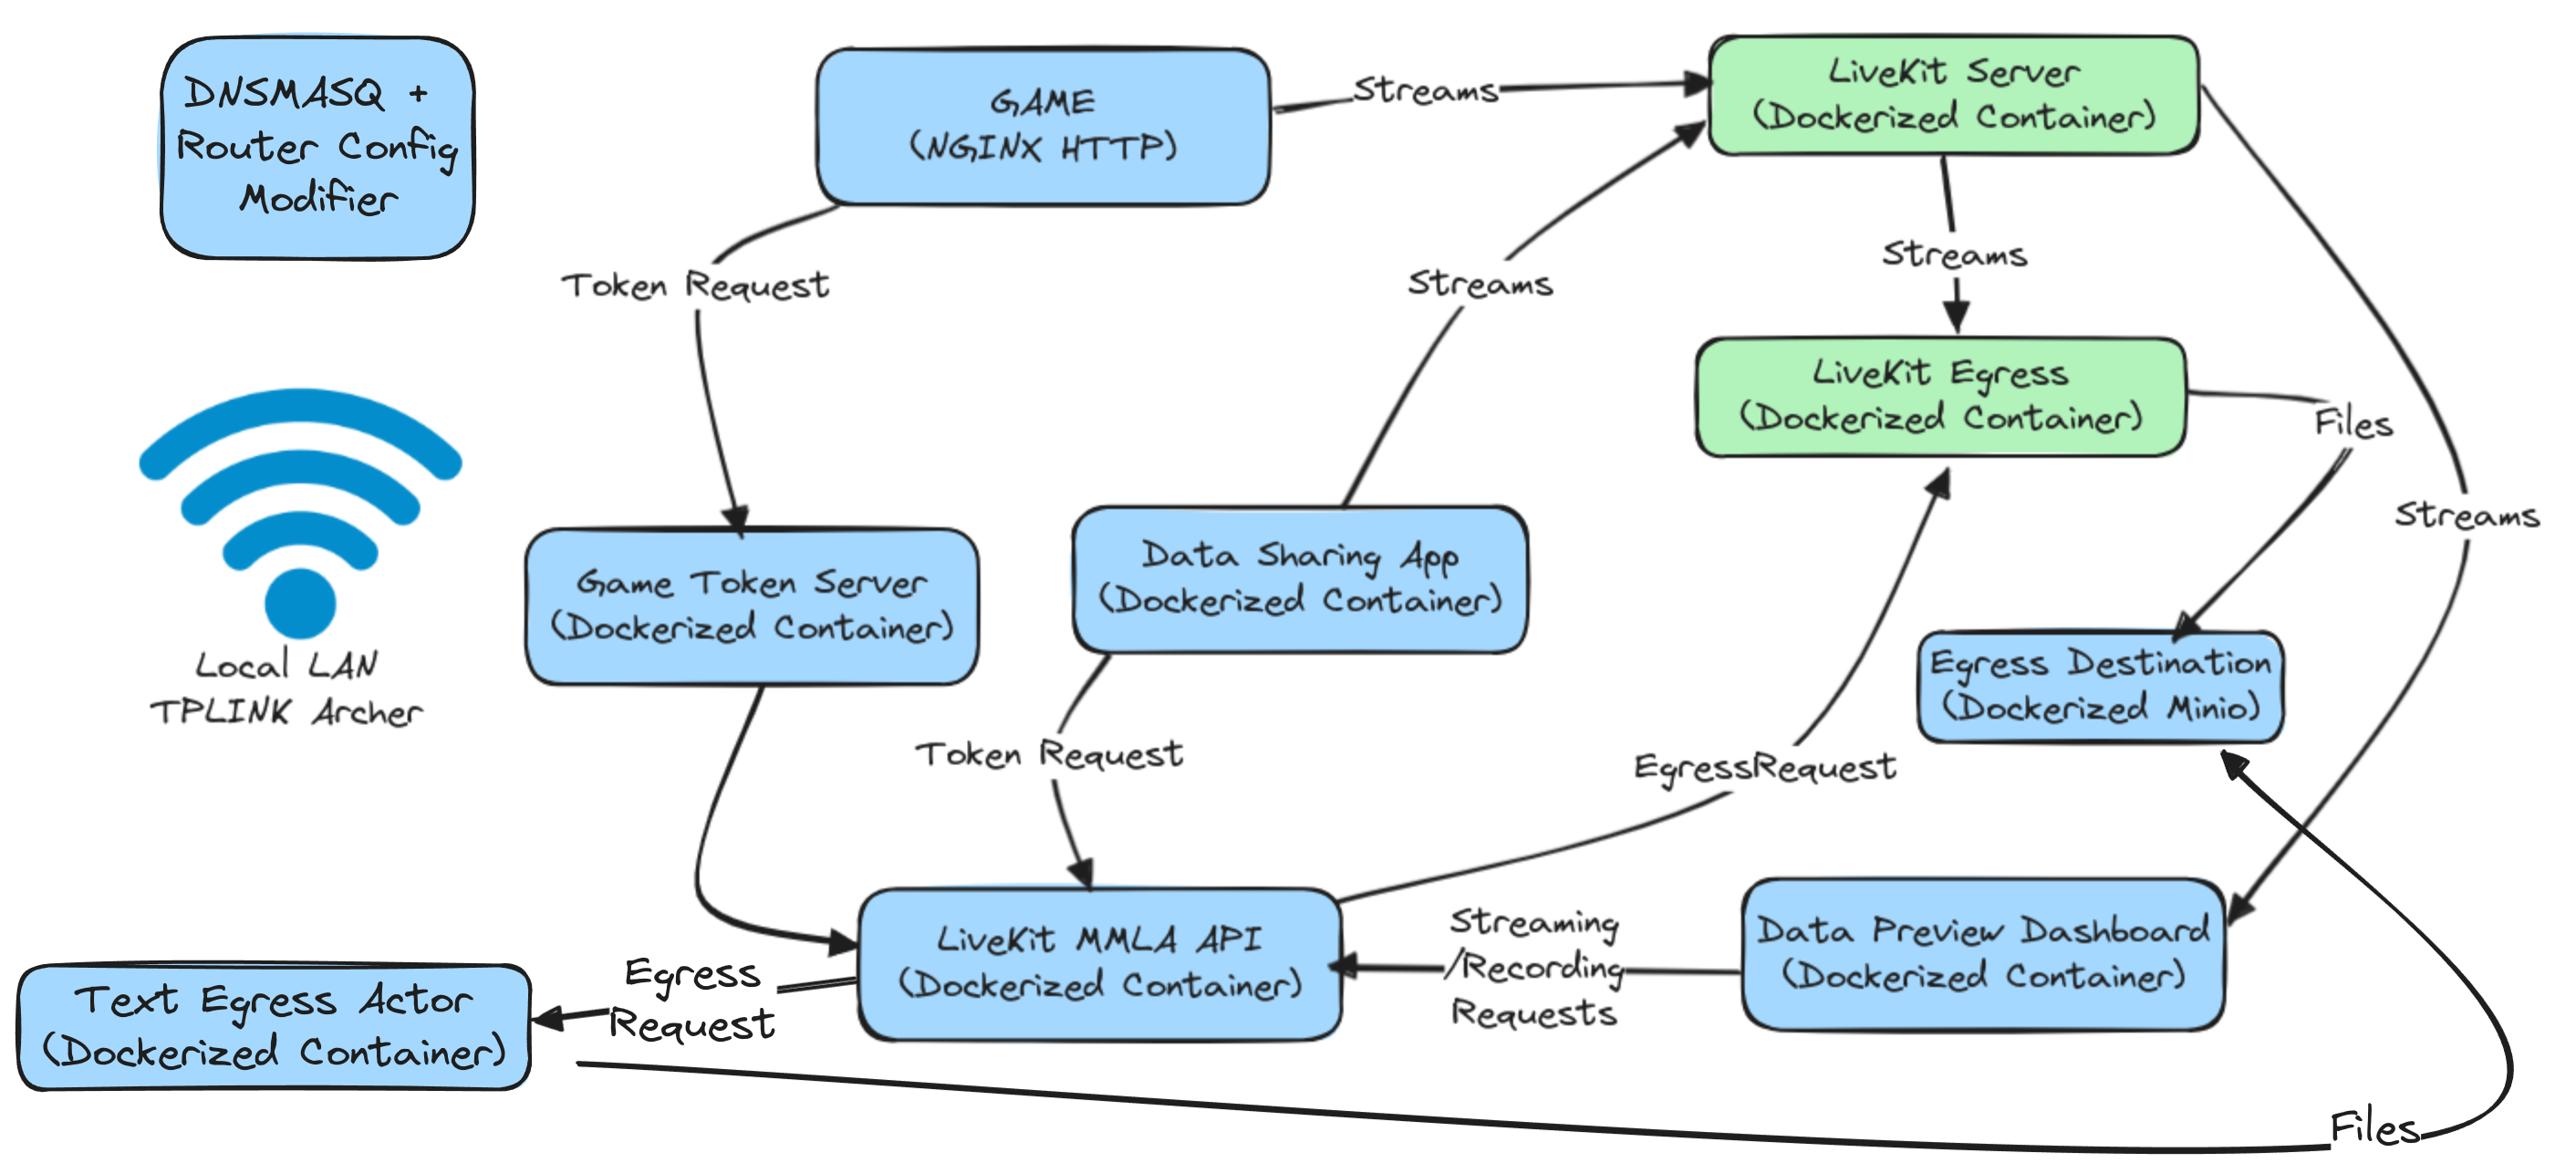 DNSMASQ +
Router Config
Modifier
GAME
(NGINX HTTP)
Streams
LiveKit Server
(Dockerized Container)
Token Request
Streams
Streams
LiveKit Egress
(Dockerized Container)
Files
Streams
Local LAN
TPLINK Archer
Game Token Server
(Dockerized Container)
Data Sharing App
(Dockerized Container)
Egress Destination
(Dockerized Minio)
Token Request
EgressRequest
LiveKit MMLA API
(Dockerized Container)
Streaming
/Recording
Requests
Data Preview Dashboard
(Dockerized Container)
Egress
Request
Text Egress Actor
(Dockerized Container)
Files